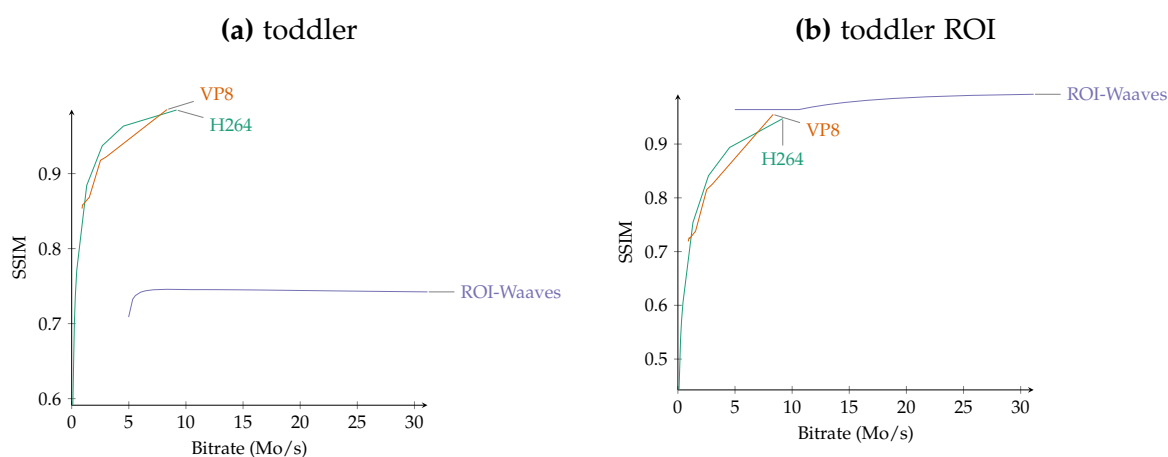 (a) toddler
VP8
H264
ROI-Waaves
0.9
0.8
0.7
0.6
SSIM
0 5 10 15 20 25 30
Bitrate (Mo/s)
(b) toddler ROI
ROI-Waaves
VP8
H264
0.9
0.8
0.7
0.6
0.5
SSIM
0 5 10 15 20 25 30
Bitrate (Mo/s)